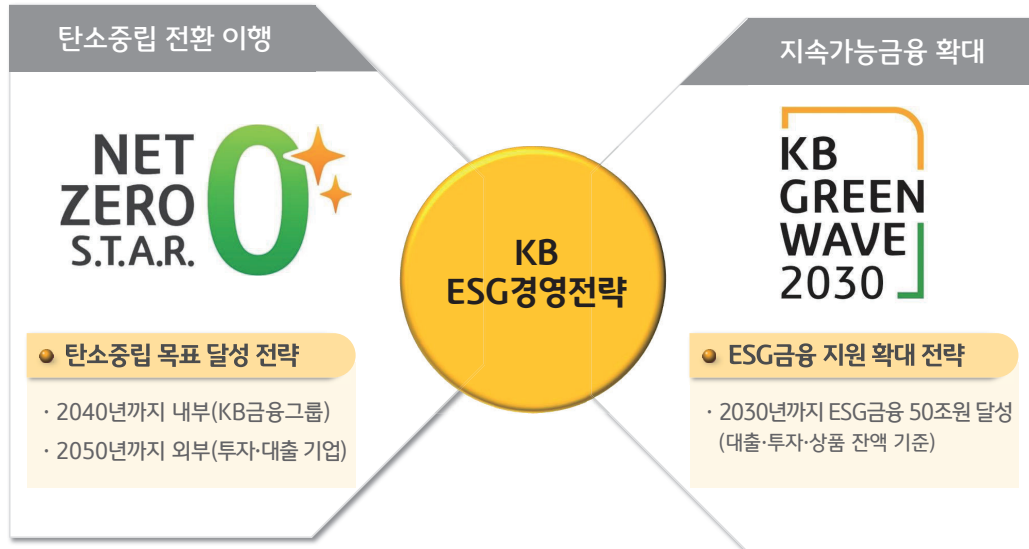 탄소중립 전환 이행
NET
ZERO
S.T.A.R.
0
탄소중립 목표 달성 전략
· 2040년까지 내부(KB금융그룹)
· 2050년까지 외부(투자·대출 기업)
KB
ESG경영전략
지속가능금융 확대
KB
GREEN
WAVE
2030
ESG금융 지원 확대 전략
· 2030년까지 ESG금융 50조원 달성
(대출·투자·상품 잔액 기준)